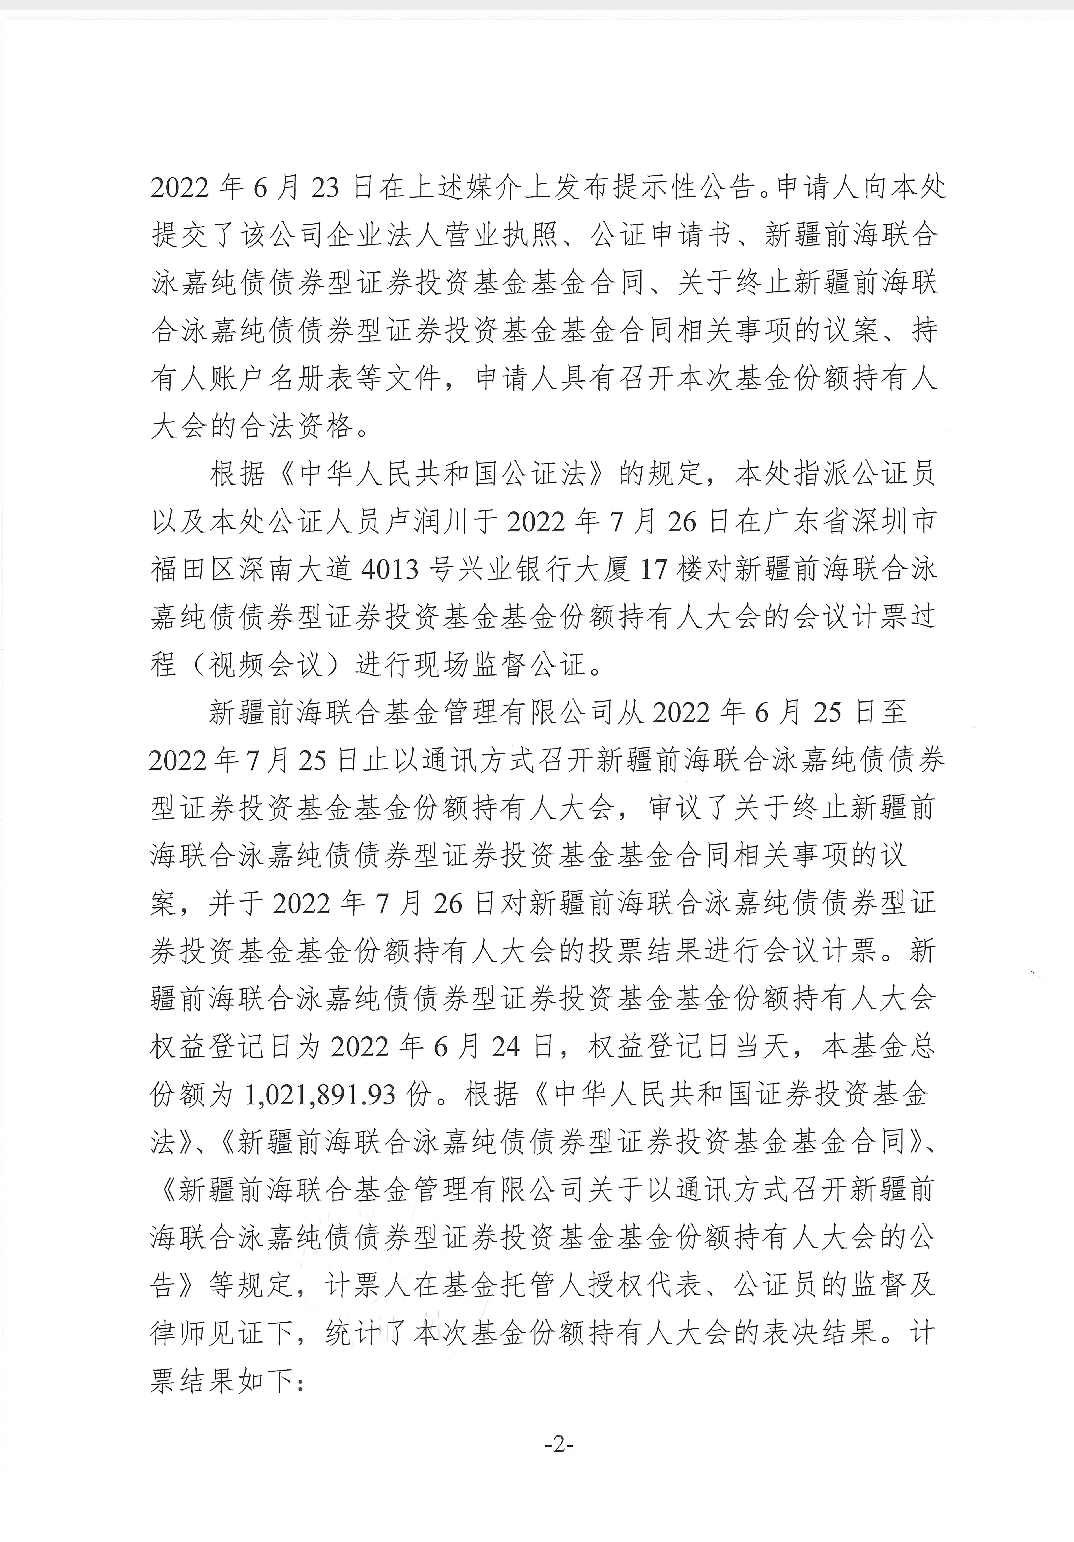 2022 年 6 月 23 日在上述媒介上发布提示性公告。申请人向本处
提交了该公司企业法人营业执照、公证申请书、新疆前海联合
泳嘉纯债债券型证券投资基金基金合同、关于终止新疆前海联
合泳嘉纯债债券型证券投资基金基金合同相关事项的议案、持
有人账户名册表等文件，申请人具有召开本次基金份额持有人
大会的合法资格。
根据《中华人民共和国公证法》的规定，本处指派公证员
以及本处公证人员卢润川于 2022 年 7 月 26 日在广东省深圳市
福田区深南大道 4013 号兴业银行大厦 17 楼对新疆前海联合泳
嘉纯债债券型证券投资基金基金份额持有人大会的会议计票过
程（视频会议）进行现场监督公证。
新疆前海联合基金管理有限公司从 2022 年 6 月 25 日至
2022 年 7 月 25 日止以通讯方式召开新疆前海联合泳嘉纯债债券
型证券投资基金基金份额持有人大会，审议了关于终止新疆前
海联合泳嘉纯债债券型证券投资基金基金合同相关事项的议
案，并于 2022 年 7 月 26 日对新疆前海联合泳嘉纯债债券型证
券投资基金基金份额持有人大会的投票结果进行会议计票。新
疆前海联合泳嘉纯债债券型证券投资基金基金份额持有人大会
权益登记日为 2022 年 6 月 24 日，权益登记日当天，本基金总
份额为 1,021,891.93 份。根据《中华人民共和国证券投资基金
法》、《新疆前海联合泳嘉纯债债券型证券投资基金基金合同》、
《新疆前海联合基金管理有限公司关于以通讯方式召开新疆前
海联合泳嘉纯债债券型证券投资基金基金份额持有人大会的公
告》等规定，计票人在基金托管人授权代表、公证员的监督及
律师见证下，统计了本次基金份额持有人大会的表决结果。计
票结果如下：
-2-